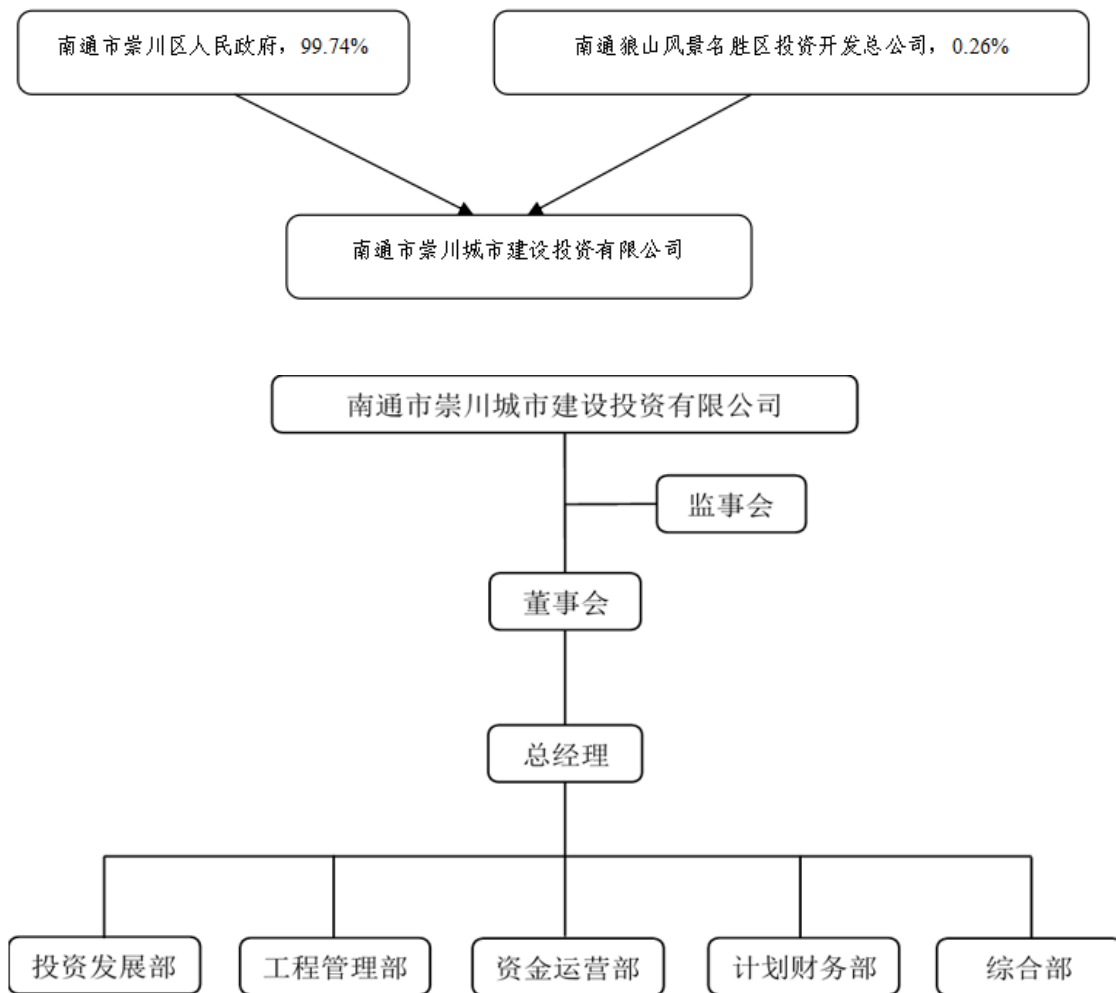 南通市崇川区人民政府，99.74%
南通狼山风景名胜区投资开发总公司，0.26%
南通市崇川城市建设投资有限公司
南通市崇川城市建设投资有限公司
监事会
董事会
总经理
投资发展部
工程管理部
资金运营部
计划财务部
综合部